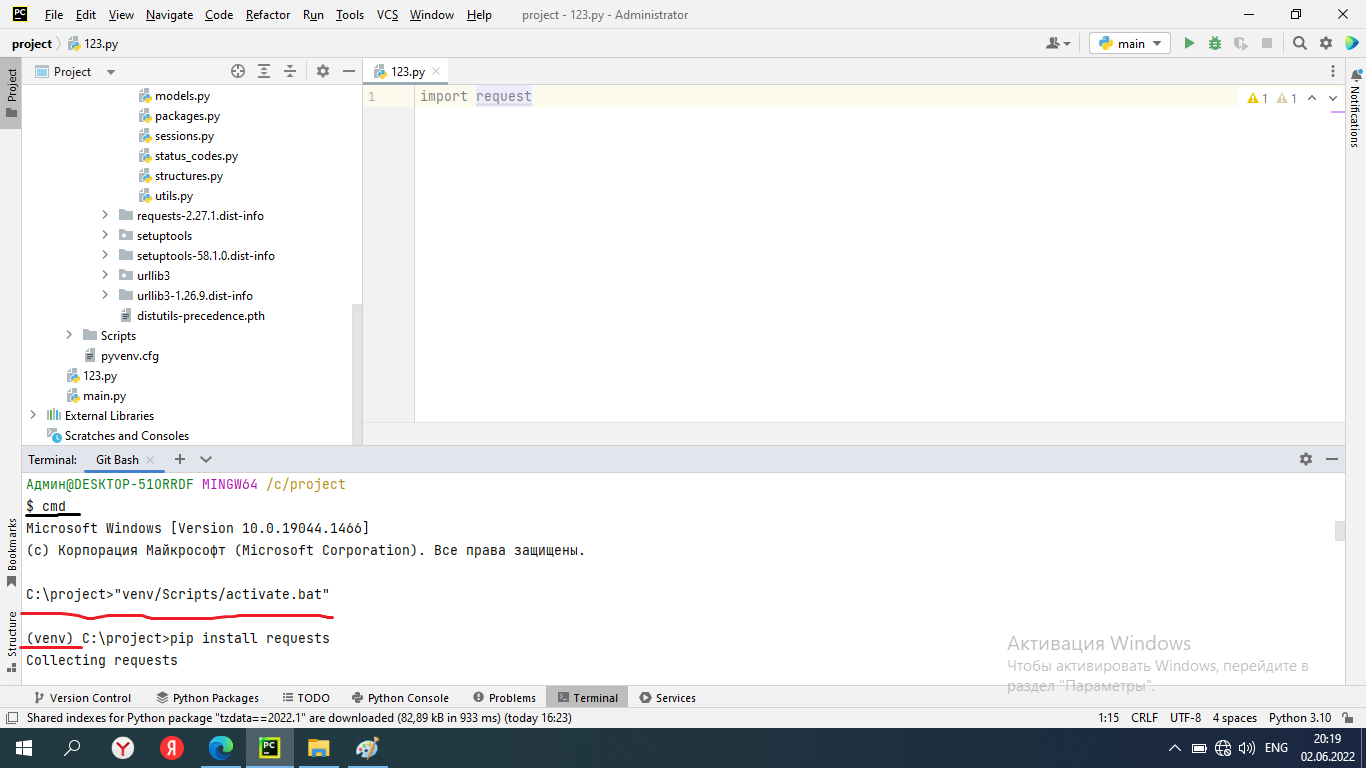 PC File Edit View Navigate Code Refactor Run Tools VCS Window Help project - 123.py - Administrator
project 123.py main
Project
Project
123.py
models.py
packages.py
sessions.py
status_codes.py
structures.py
utils.py
requests-2.27.1.dist-info
setuptools
setuptools-58.1.0.dist-info
urllib3
urllib3-1.26.9.dist-info
distutils-precedence.pth
Scripts
pyvenv.cfg
123.py
main.py
External Libraries
Scratches and Consoles
1 import request
1 1
Notifications
Terminal: Git Bash
Админ@DESKTOP-51ORRDF MINGW64 /c/project
$ cmd
Microsoft Windows [Version 10.0.19044.1466]
(c) Корпорация Майкрософт (Microsoft Corporation). Все права защищены.
C:\project>"venv/Scripts/activate.bat"
(venv) C:\project>pip install requests
Collecting requests
Bookmarks
Structure
Активация Windows
Чтобы активировать Windows, перейдите в
раздел "Параметры".
Version Control Python Packages TODO Python Console Problems Terminal Services
Shared indexes for Python package "tzdata==2022.1" are downloaded (82,89 kB in 933 ms) (today 16:23) 1:15 CRLF UTF-8 4 spaces Python 3.10
Y Я PC ENG 20:19
02.06.2022